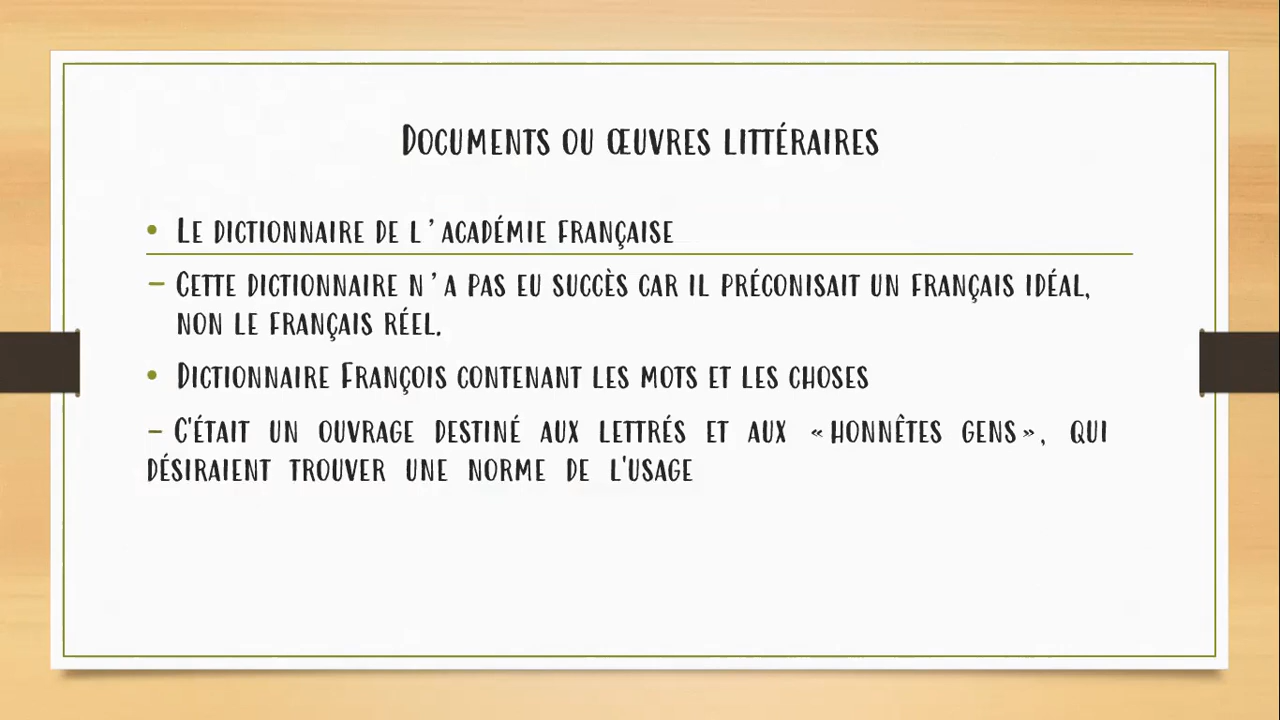 Documents ou œuvres littéraires
• Le dictionnaire de l’académie française
– Cette dictionnaire n’a pas eu succès car il préconisait un français idéal,
non le français réel.
• Dictionnaire François contenant les mots et les choses
– C'était un ouvrage destiné aux lettrés et aux «honnêtes gens», qui
désiraient trouver une norme de l'usage